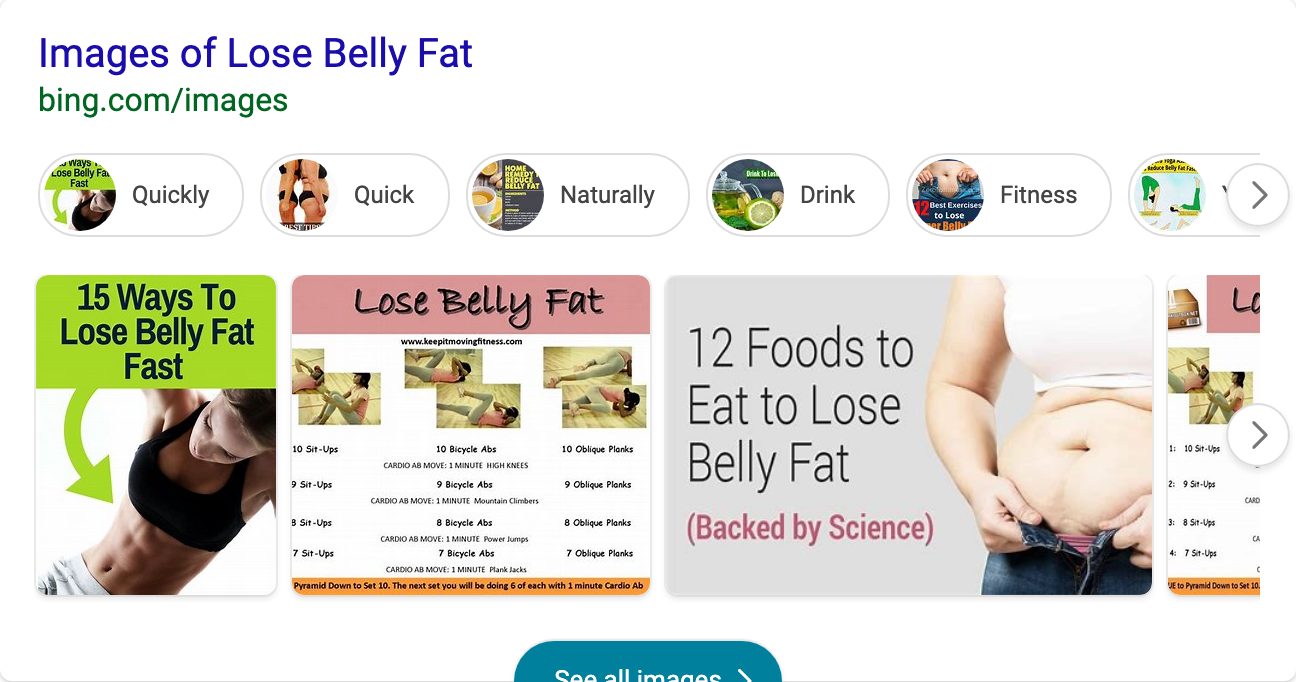 Images of Lose Belly Fat
bing.com/images
Lose Belly Fat
Fast
Quickly
Quick
BEST TIPS
Naturally
HOME
REMEDY
REDUCE
BELLY FAT
Drink
Drink To Lose
Fitness
12 Best Exercises
to Lose
Reduce Belly Fat Fast
15 Ways To
Lose Belly Fat
Fast
Lose Belly Fat
www.keepitmovingfitness.com
10 Sit-Ups
10 Bicycle Abs
10 Oblique Planks
CARDIO AB MOVE: 1 MINUTE HIGH KNEES
9 Sit-Ups
9 Bicycle Abs
9 Oblique Planks
CARDIO AB MOVE: 1 MINUTE Mountain Climbers
8 Sit-Ups
8 Bicycle Abs
8 Oblique Planks
CARDIO AB MOVE: 1 MINUTE Power Jumps
7 Sit-Ups
7 Bicycle Abs
7 Oblique Planks
CARDIO AB MOVE: 1 MINUTE Plank Jacks
Pyramid Down to Set 10. The next set you will be doing 6 of each with 1 minute Cardio Ab
12 Foods to
Eat to Lose
Belly Fat
(Backed by Science)
1: 10 Sit-Ups
2: 9 Sit-Ups
3: 8 Sit-Ups
4: 7 Sit-Ups
to Pyramid Down to Set 10.
See all images